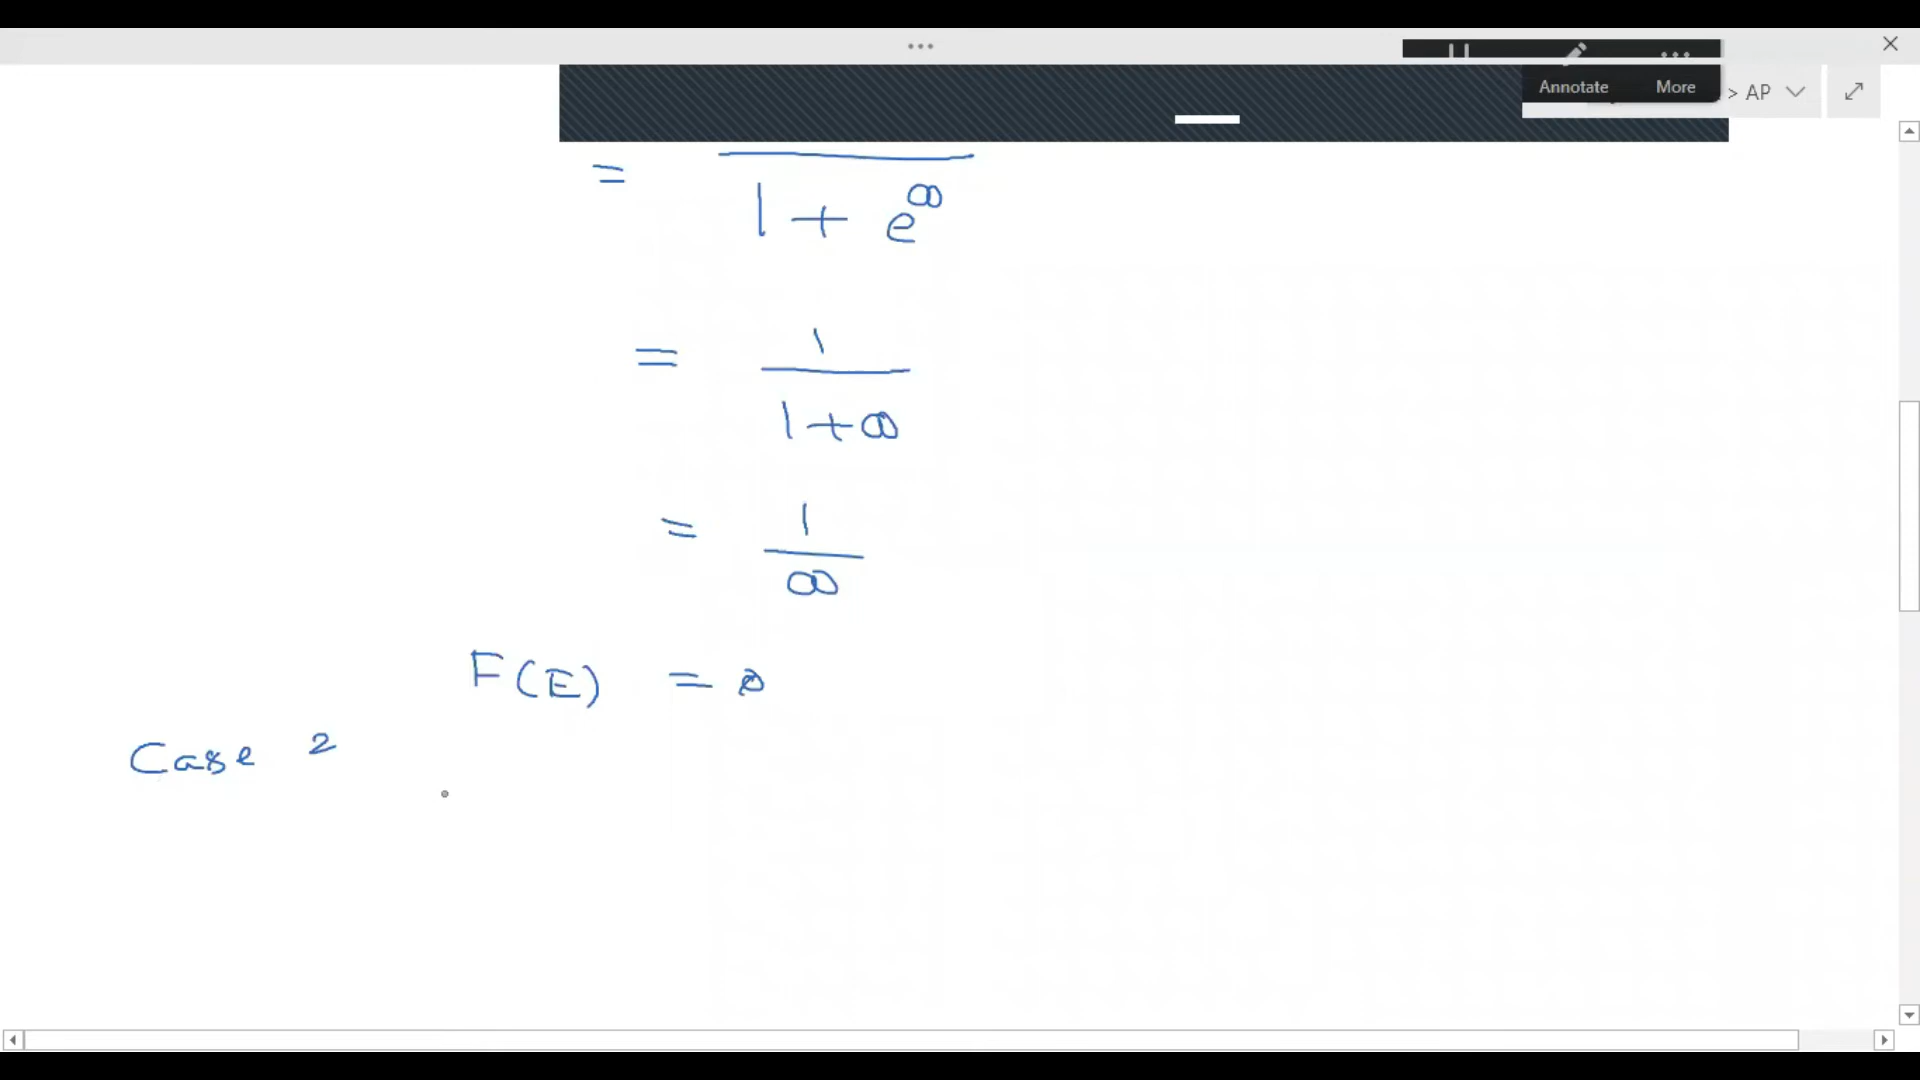 Annotate More > AP
=
1 + e^∞
= 1
1+∞
= 1
∞
F(E) = 0
Case 2